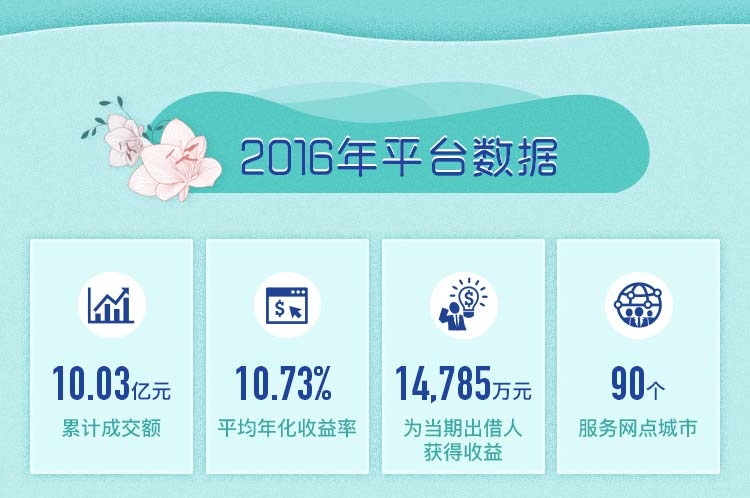 2016年平台数据
10.03亿元
累计成交额
10.73%
平均年化收益率
14,785万元
为当期出借人
获得收益
90个
服务网点城市